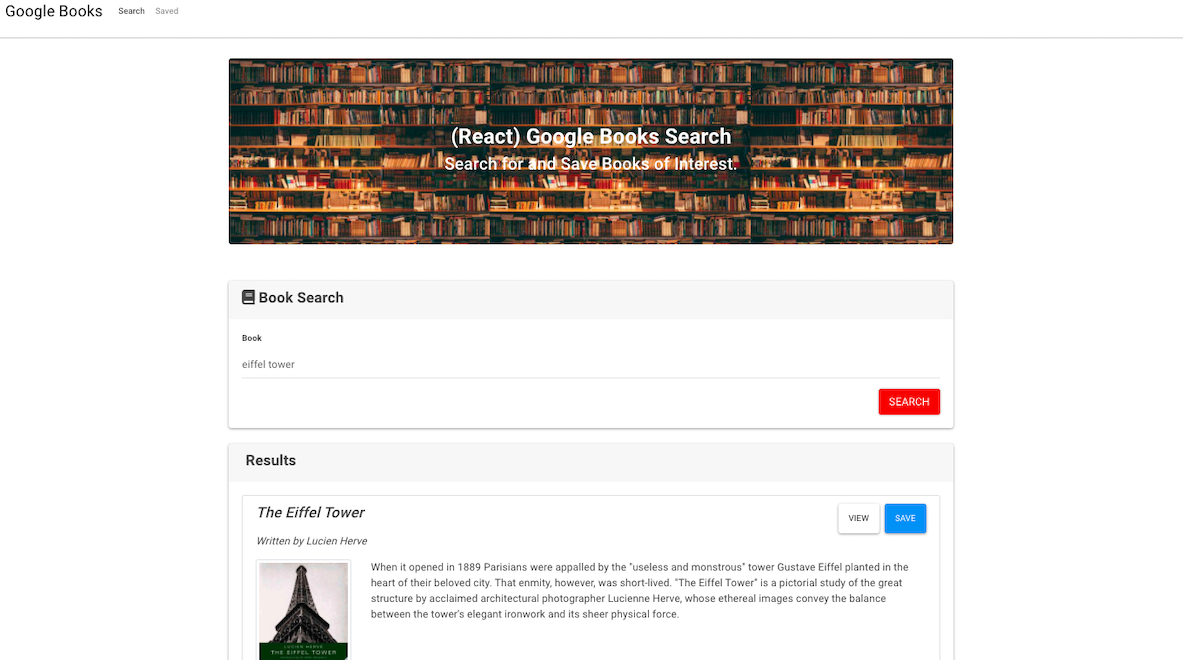 Google Books Search Saved
(React) Google Books Search
Search for and Save Books of Interest.
Book Search
Book
eiffel tower
SEARCH
Results
The Eiffel Tower VIEW SAVE
Written by Lucien Herve
When it opened in 1889 Parisians were appalled by the "useless and monstrous" tower Gustave Eiffel planted in the
heart of their beloved city. That enmity, however, was short-lived. "The Eiffel Tower" is a pictorial study of the great
structure by acclaimed architectural photographer Lucienne Herve, whose ethereal images convey the balance
between the tower's elegant ironwork and its sheer physical force.
LUCIEN HERVE
THE EIFFEL TOWER